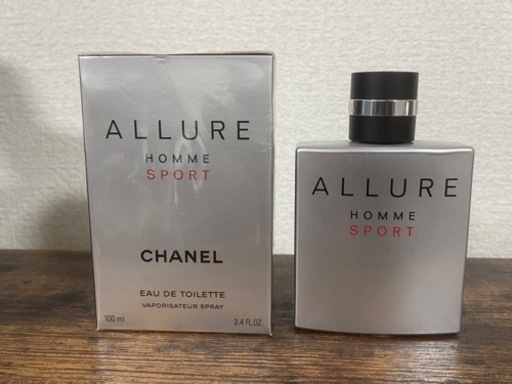 ALLURE
HOMME
SPORT
CHANEL
EAU DE TOILETTE
VAPORISATEUR SPRAY
100 ml 3.4 FL.OZ.
ALLURE
HOMME
SPORT